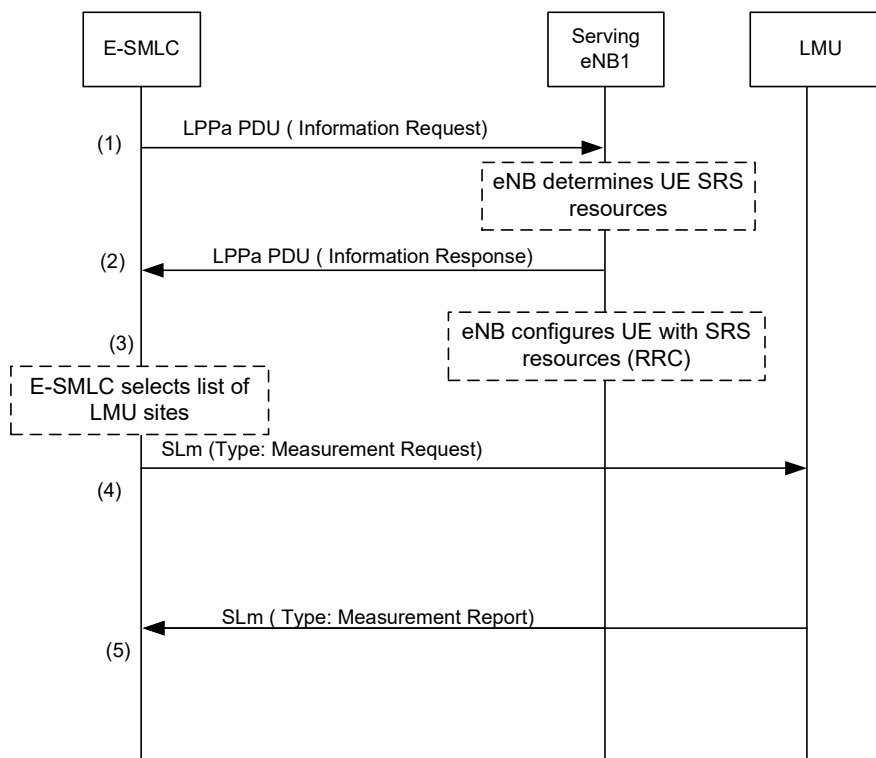 E-SMLC
Serving
eNB1
LMU
(1)
LPPa PDU ( Information Request)
eNB determines UE SRS
resources
(2)
LPPa PDU ( Information Response)
eNB configures UE with SRS
resources (RRC)
(3)
E-SMLC selects list of
LMU sites
SLm (Type: Measurement Request)
(4)
SLm ( Type: Measurement Report)
(5)